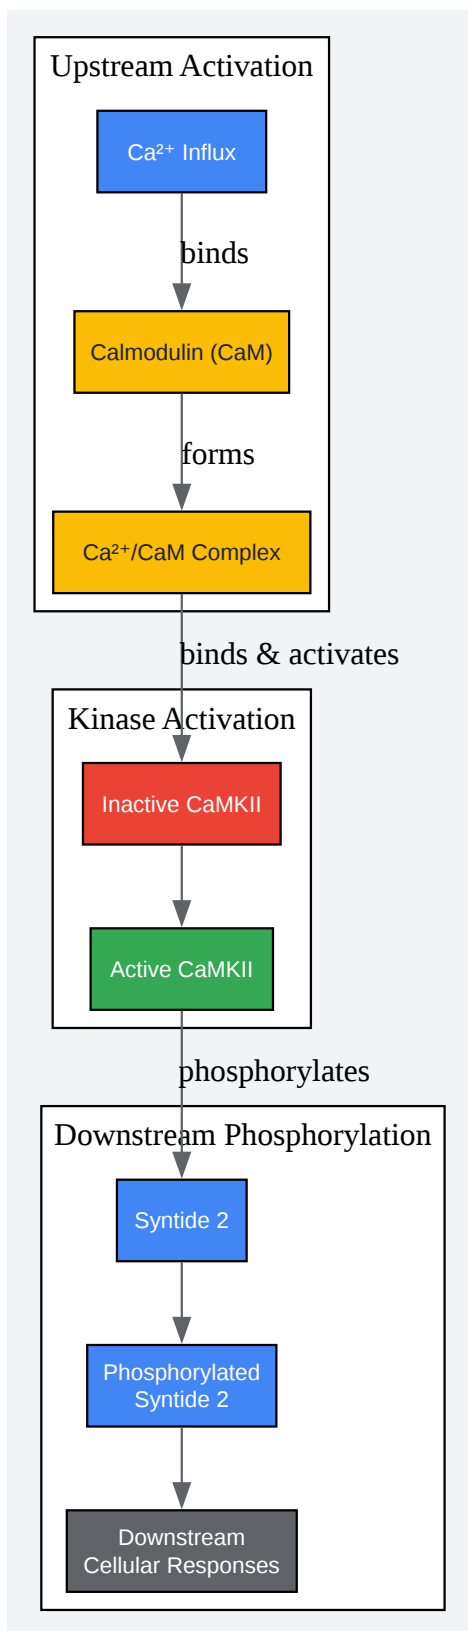 Upstream Activation
Ca²⁺ Influx
binds
Calmodulin (CaM)
forms
Ca²⁺/CaM Complex
binds & activates
Kinase Activation
Inactive CaMKII
Active CaMKII
phosphorylates
Downstream Phosphorylation
Syntide 2
Phosphorylated
Syntide 2
Downstream
Cellular Responses